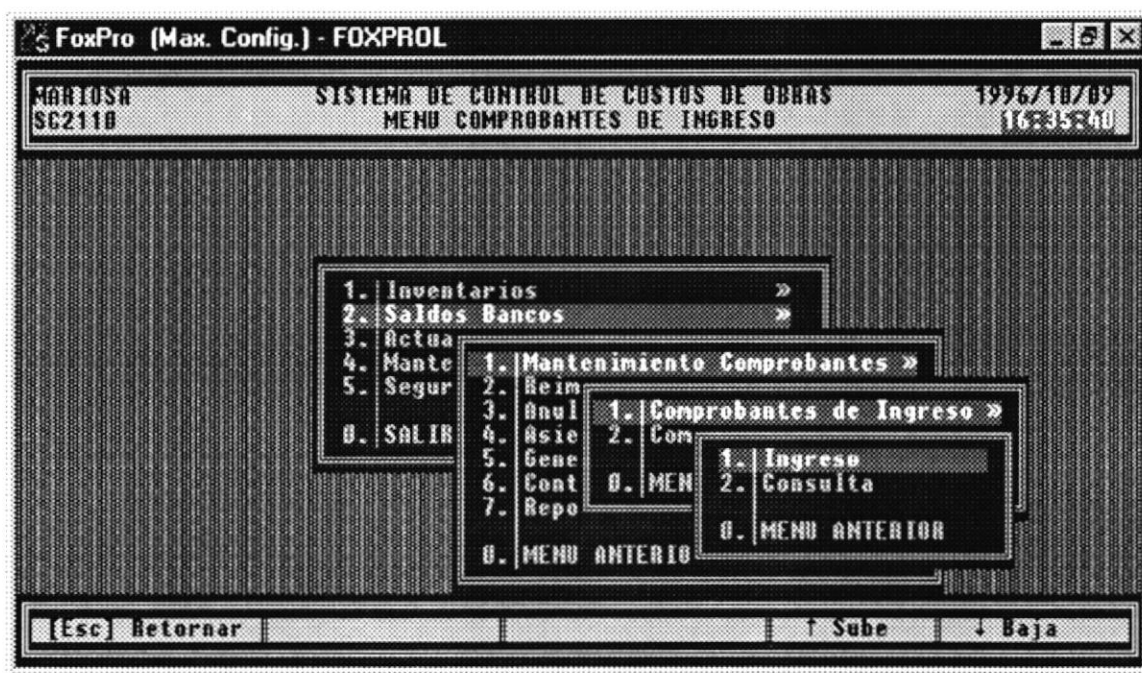 FoxPro (Max. Config.) - FOXPROL
MARIOSA SISTEMA DE CONTROL DE COSTOS DE OBRAS 1996/10/09
SC2110 MENU COMPROBANTES DE INGRESO 16:35:40
1. Inventarios »
2. Saldos Bancos »
3. Actua
4. Mante
5. Segur
0. SALIR
1. Mantenimiento Comprobantes »
2. Reim
3. Anul
4. Asie
5. Gene
6. Cont
7. Repo
0. MENU ANTERIO
1. Comprobantes de Ingreso »
2. Com
0. MEN
1. Ingreso
2. Consulta
0. MENU ANTERIOR
[Esc] Retornar ↑ Sube ↓ Baja